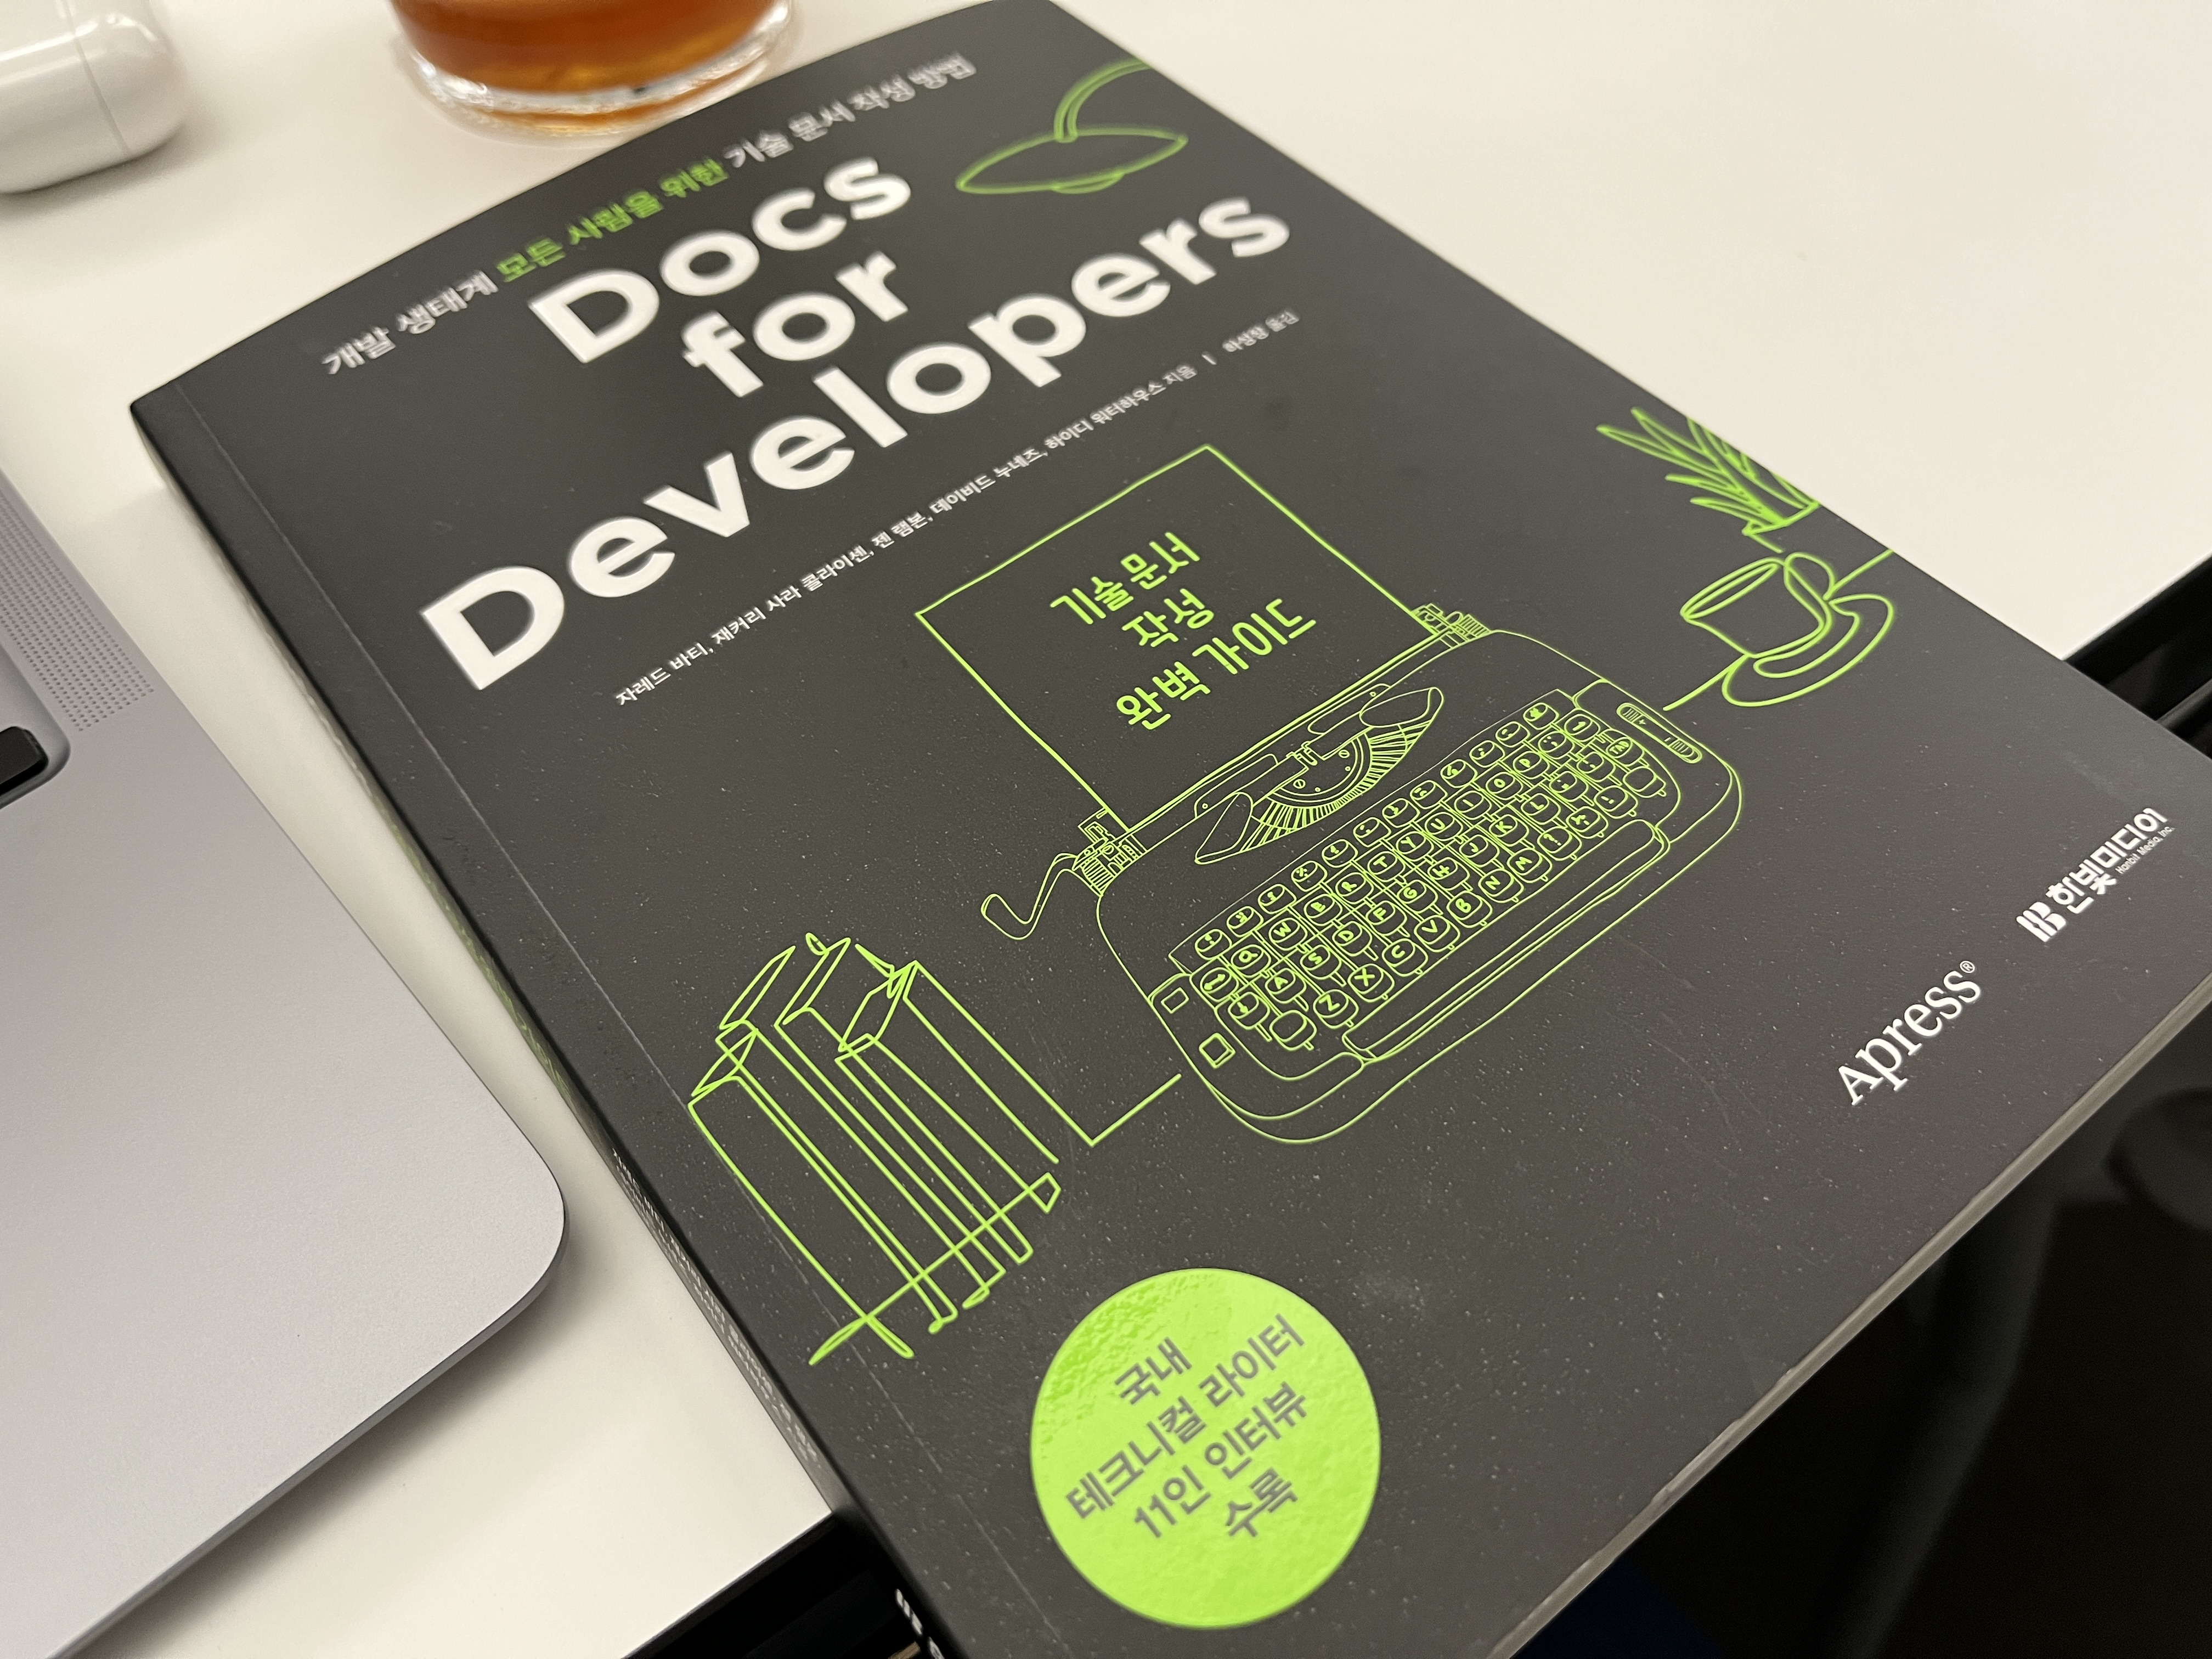 개발 생태계 모든 사람을 위한 기술 문서 작성 방법
Docs
for
Developers
자레드 바티, 재커리 사라 콜라이센, 젠 램본, 데이비드 누네즈, 하이디 워터하우스 지음 | 하성창 옮김
기술 문서
작성
완벽 가이드
한빛미디어
Hanbit Media, Inc.
Apress®
국내
테크니컬 라이터
11인 인터뷰
수록